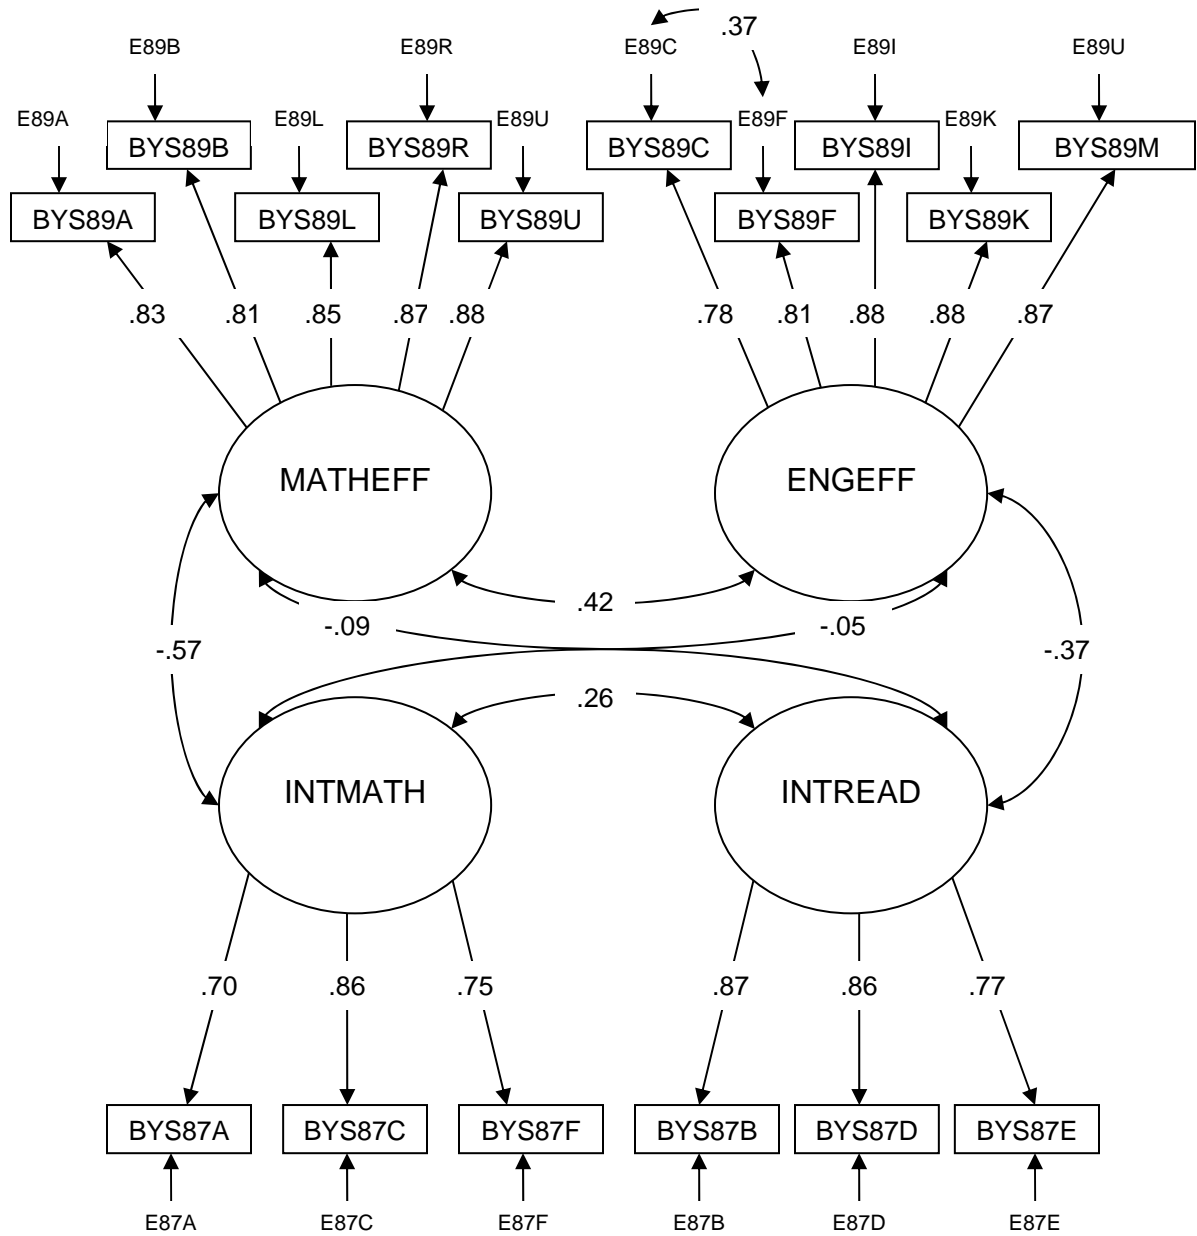 .37
E89B
E89R
E89C
E89I
E89U
E89A
E89L
E89U
E89F
E89K
BYS89B
BYS89R
BYS89C
BYS89I
BYS89M
BYS89A
BYS89L
BYS89U
BYS89F
BYS89K
.83
.81
.85
.87
.88
.78
.81
.88
.88
.87
MATHEFF
ENGEFF
.42
-.09
-.05
-.57
-.37
.26
INTMATH
INTREAD
.70
.86
.75
.87
.86
.77
BYS87A
BYS87C
BYS87F
BYS87B
BYS87D
BYS87E
E87A
E87C
E87F
E87B
E87D
E87E